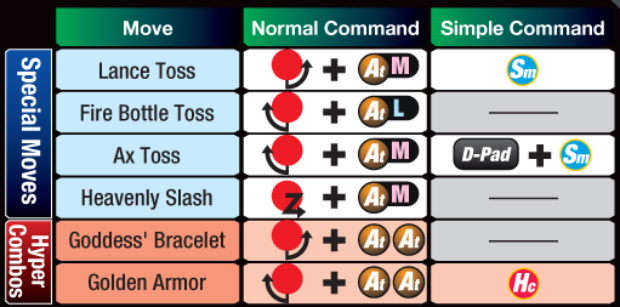 Move Normal Command Simple Command
Special Moves
Lance Toss + At M Sm
Fire Bottle Toss + At L
Ax Toss + At M D-Pad + Sm
Heavenly Slash Z + At M
Hyper Combos
Goddess' Bracelet + At At
Golden Armor + At At Hc